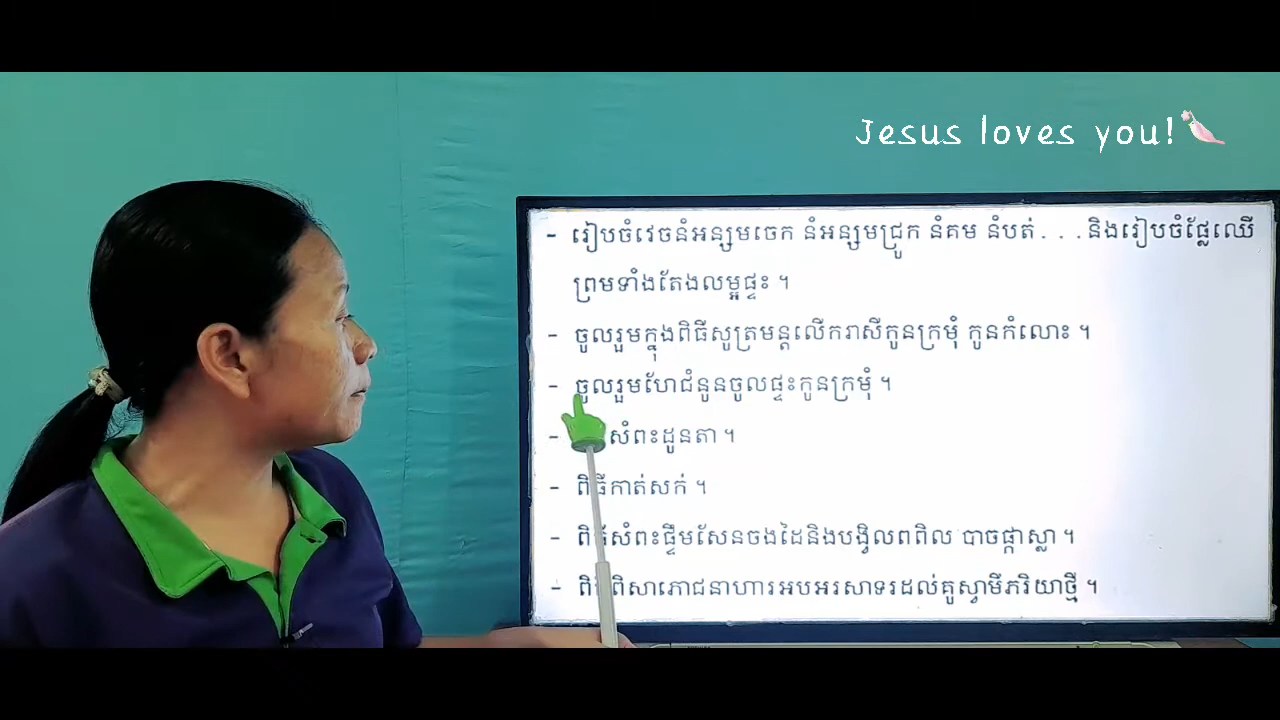 Jesus loves you!
- រៀបចំវេចនំអន្សមចេក នំអន្សមជ្រូក នំគម នំបត់ . . . និងរៀបចំផ្លែឈើ
ព្រមទាំងតែងលម្អផ្ទះ ។
- ចូលរួមក្នុងពិធីសូត្រមន្តលើករាសីកូនក្រមុំ កូនកំលោះ ។
- ចូលរួមហែជំនូនចូលផ្ទះកូនក្រមុំ ។
- សំពះដូនតា ។
- ពិធីកាត់សក់ ។
- ពិធីសំពះផ្ទឹមសែនចងដៃនិងបង្វិលពពិល បាចផ្កាស្លា ។
- ពិធីពិសាភោជនាហារអបអរសាទរដល់គូស្វាមីភរិយាថ្មី ។